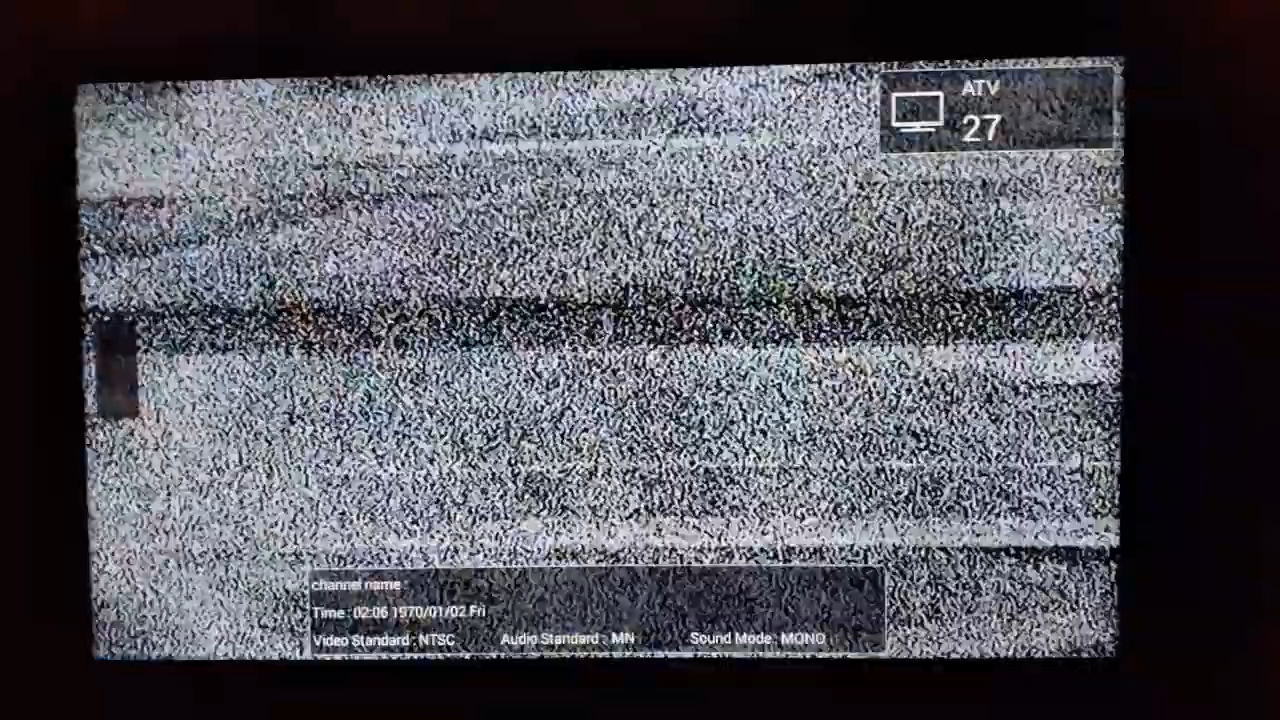 ATV
27
channel name :
Time : 02:06 1970/01/02 Fri
Video Standard : NTSC Audio Standard : MN Sound Mode : MONO